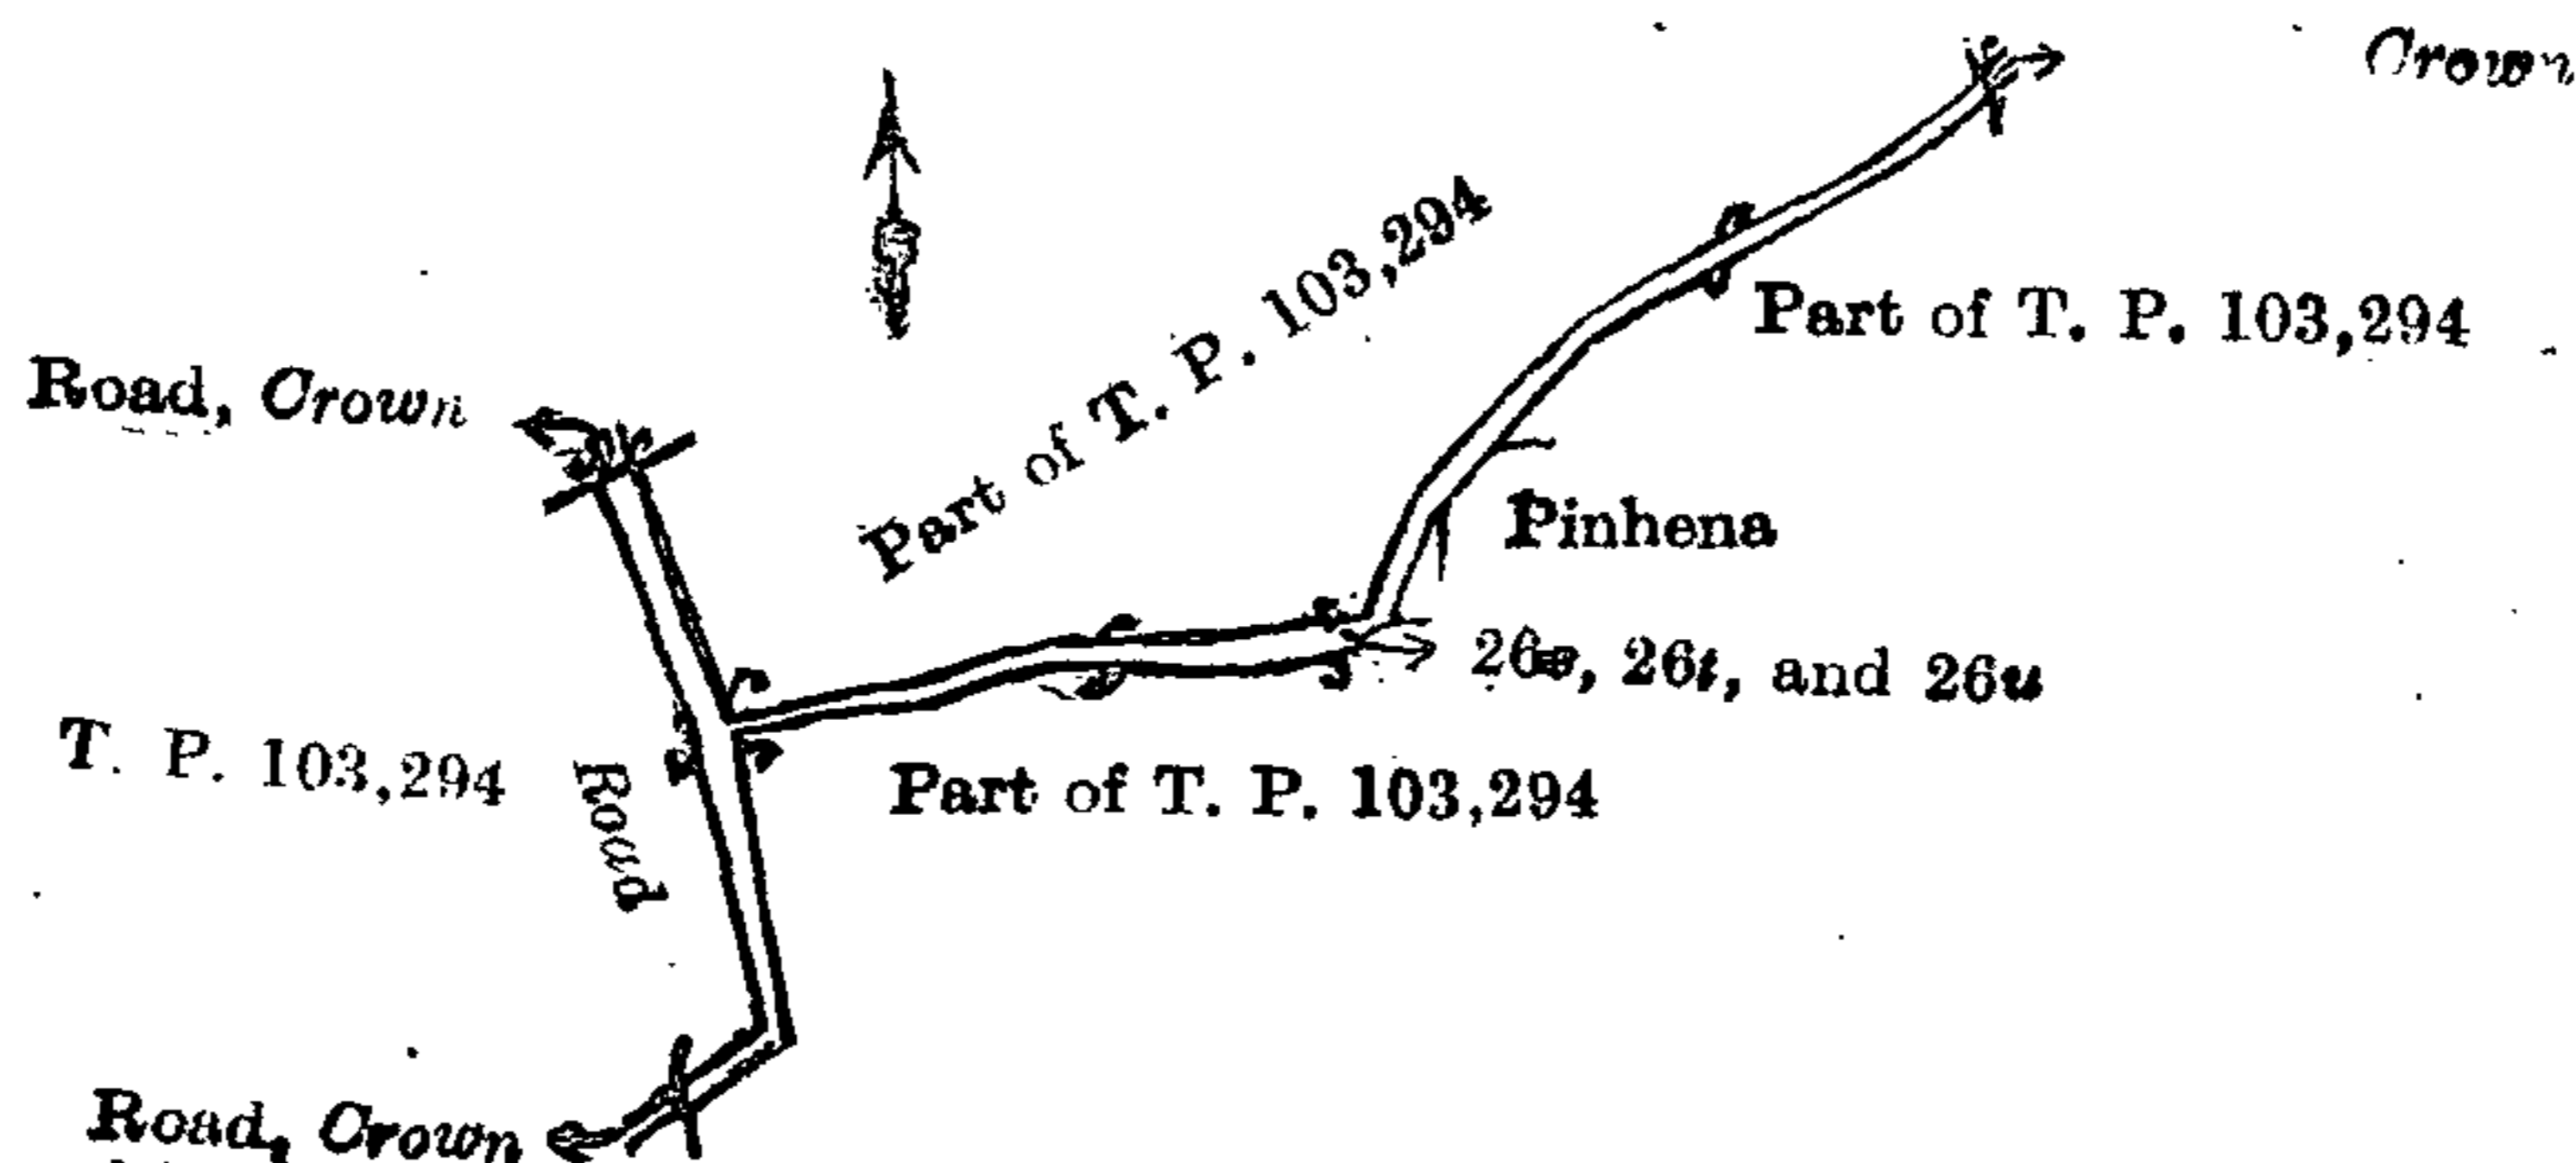 Crown
Part of T. P. 103,294
Part of T. P. 103,294
Road, Crown
Pinhena
26t, and 26u
T. P. 103,294
Road
Part of T. P. 103,294
Road, Crown